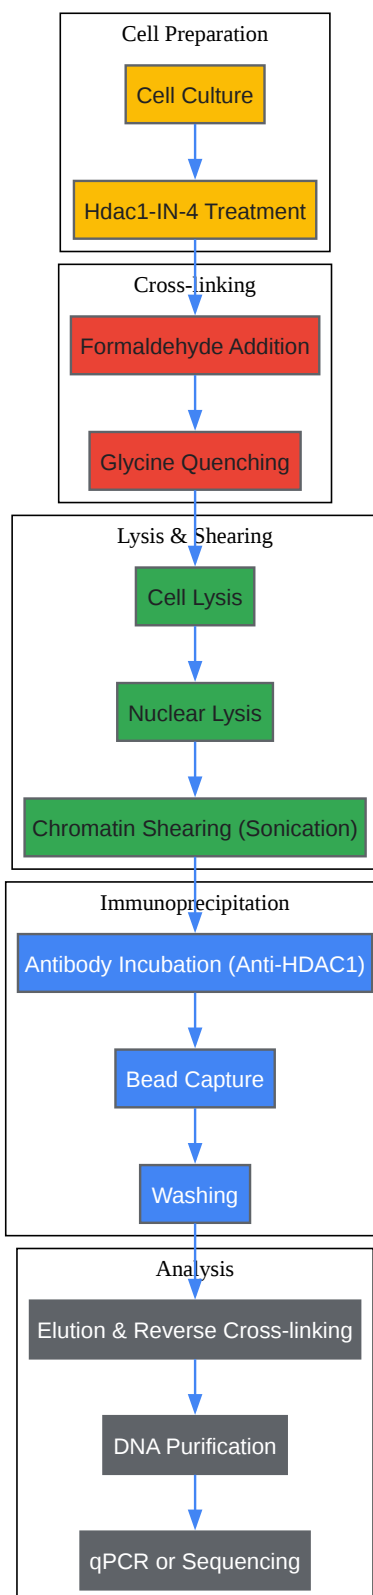 Cell Preparation
Cell Culture
Hdac1-IN-4 Treatment
Cross-linking
Formaldehyde Addition
Glycine Quenching
Lysis & Shearing
Cell Lysis
Nuclear Lysis
Chromatin Shearing (Sonication)
Immunoprecipitation
Antibody Incubation (Anti-HDAC1)
Bead Capture
Washing
Analysis
Elution & Reverse Cross-linking
DNA Purification
qPCR or Sequencing